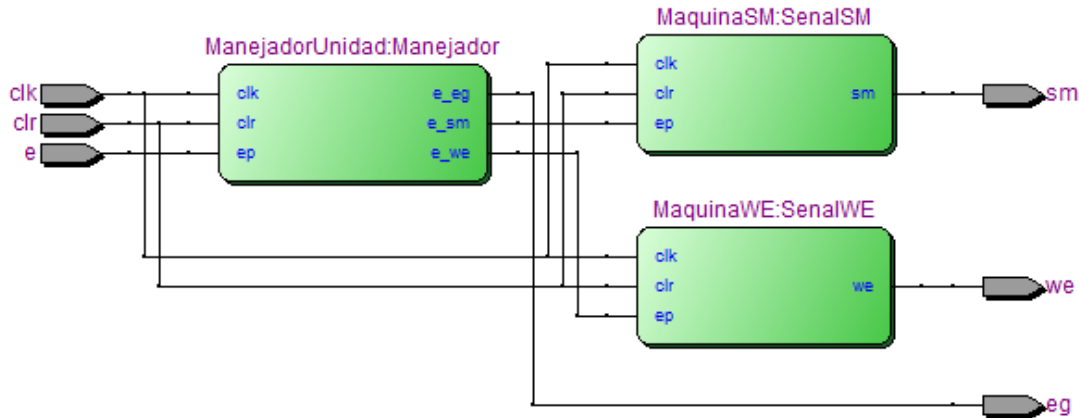 MaquinaSM:SenalSM
ManejadorUnidad:Manejador
clk
clk
clk
e_eg
clr
sm
sm
clr
clr
e_sm
ep
e
ep
e_we
MaquinaWE:SenalWE
clk
clr
we
we
ep
eg